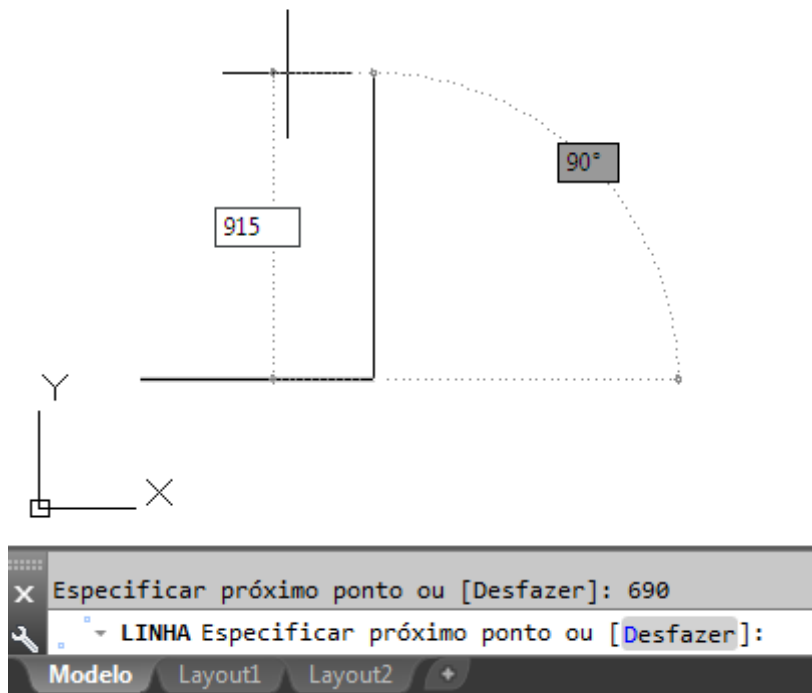 90°
915
Y
X
Especificar próximo ponto ou [Desfazer]: 690
LINHA Especificar próximo ponto ou [Desfazer]:
Modelo Layout1 Layout2